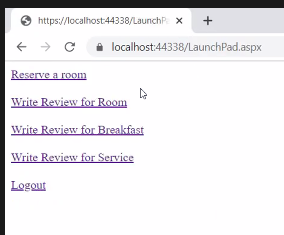 https://localhost:44338/LaunchPad
localhost:44338/LaunchPad.aspx
Reserve a room
Write Review for Room
Write Review for Breakfast
Write Review for Service
Logout